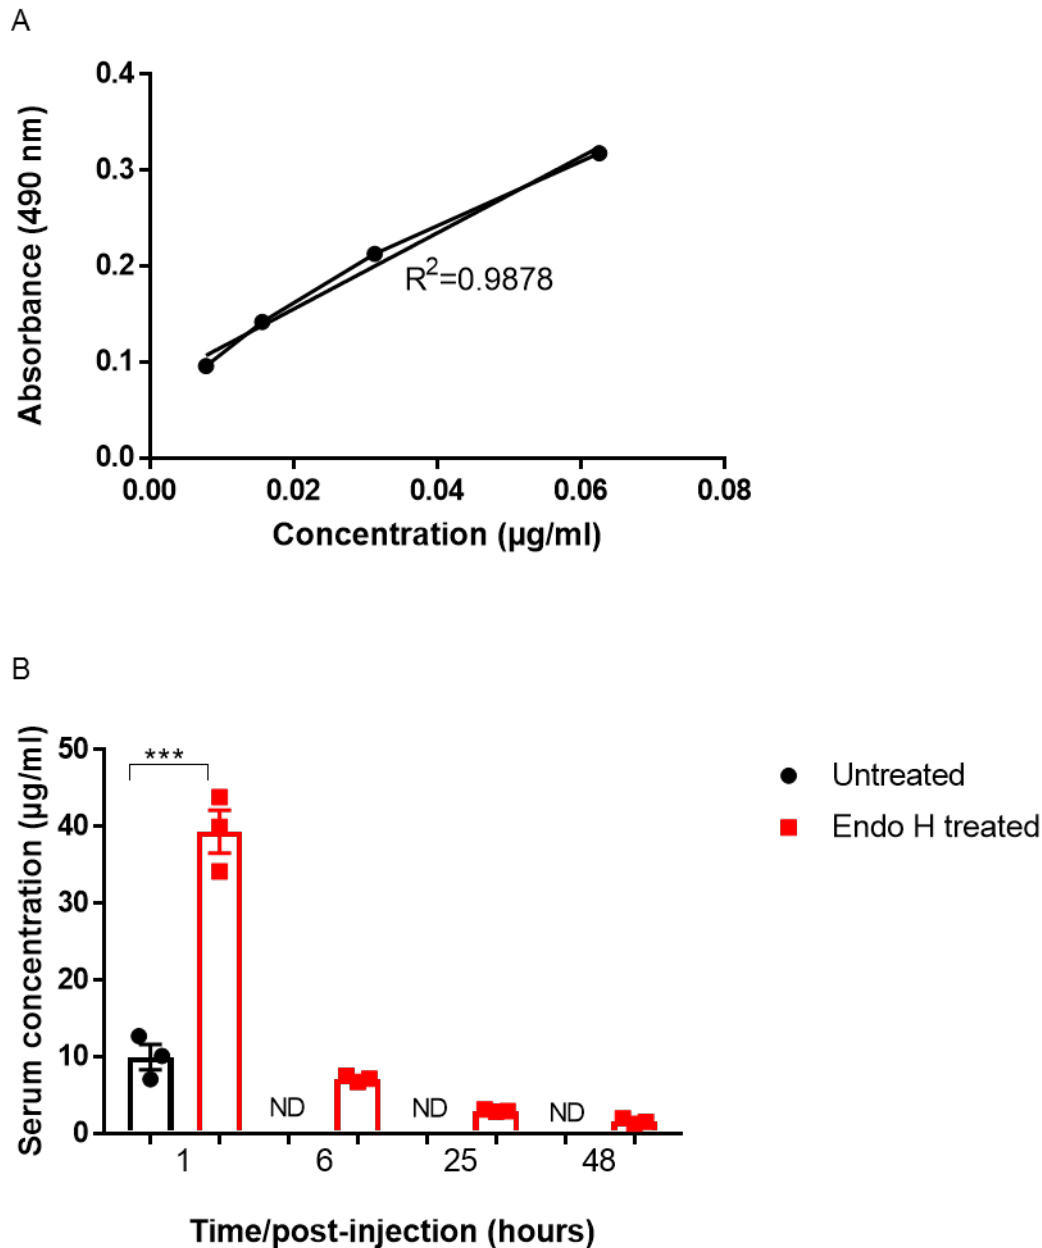 A
0.4
0.3
0.2
0.1
0.0
Absorbance (490 nm)
R²=0.9878
0.00 0.02 0.04 0.06 0.08
Concentration (µg/ml)
B
50
40
30
20
10
0
Serum concentration (µg/ml)
***
ND ND ND
1 6 25 48
Time/post-injection (hours)
Untreated
Endo H treated